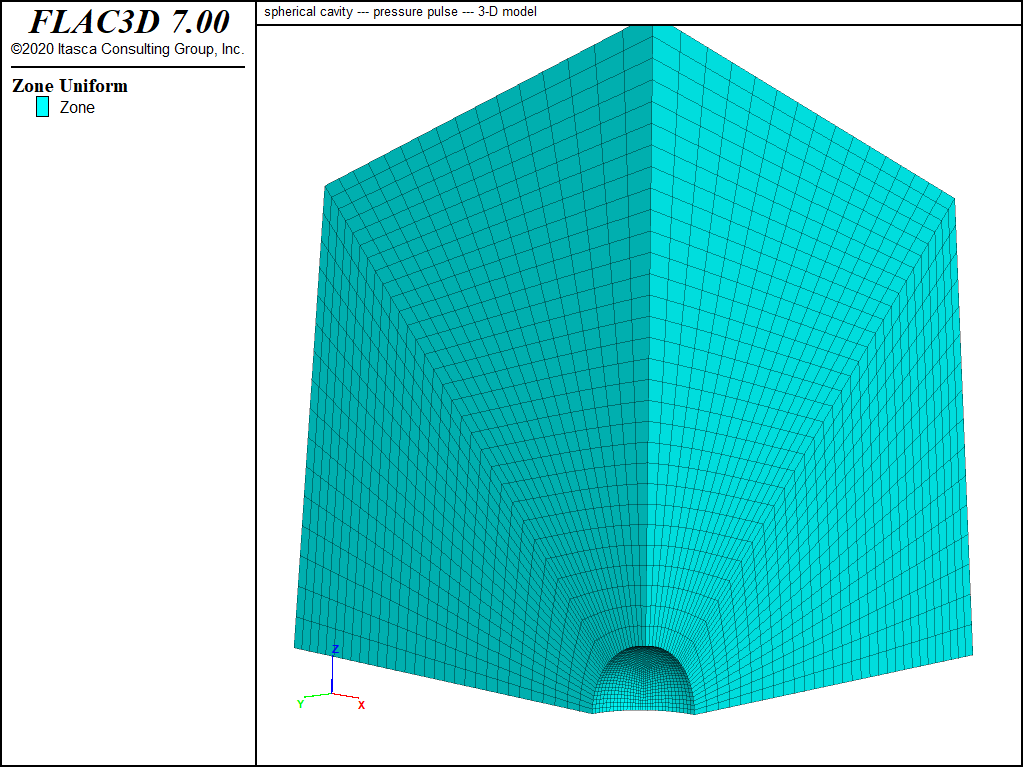 FLAC3D 7.00
©2020 Itasca Consulting Group, Inc.
Zone Uniform
Zone
spherical cavity --- pressure pulse --- 3-D model
Z
Y
X